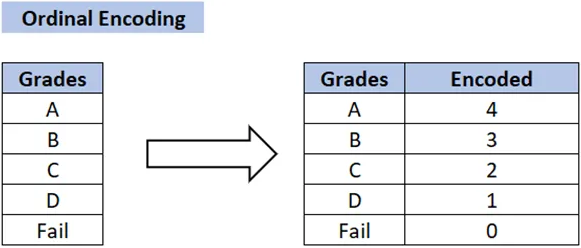 Ordinal Encoding
Grades
A
B
C
D
Fail
Grades Encoded
A 4
B 3
C 2
D 1
Fail 0